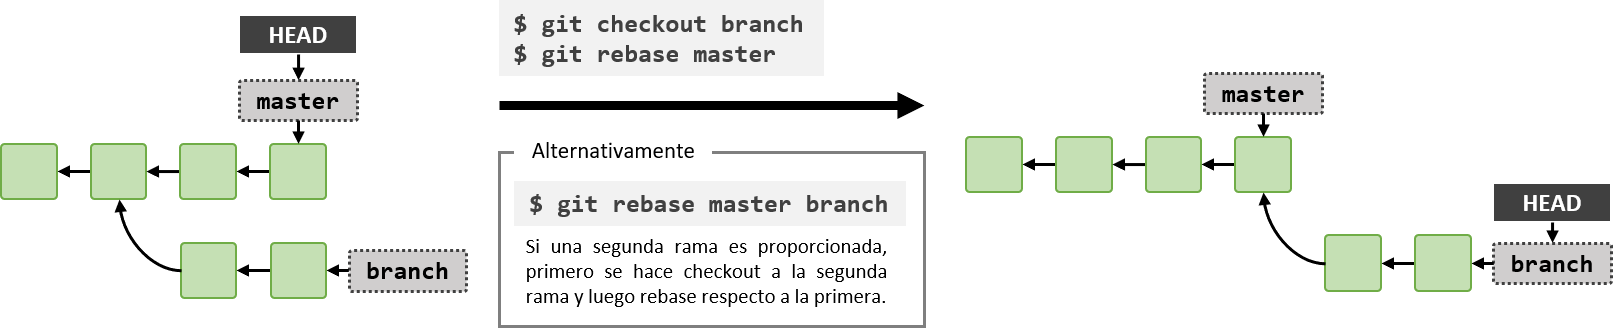 HEAD
master
branch
$ git checkout branch
$ git rebase master
Alternativamente
$ git rebase master branch
Si una segunda rama es proporcionada,
primero se hace checkout a la segunda
rama y luego rebase respecto a la primera.
master
HEAD
branch